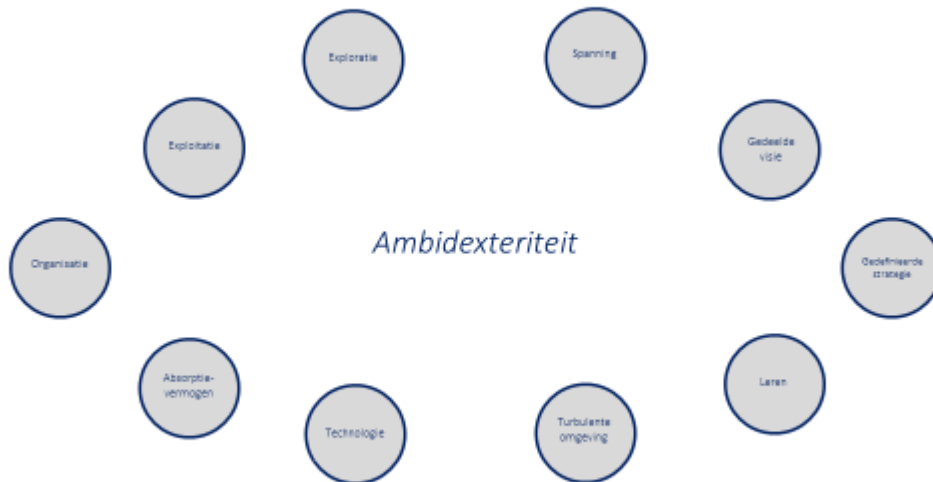 Exploratie
Spanning
Exploitatie
Gedeelde
visie
Ambidexteriteit
Organisatie
Gedefinieerde
strategie
Absorptie-
vermogen
Leren
Technologie
Turbulente
omgeving